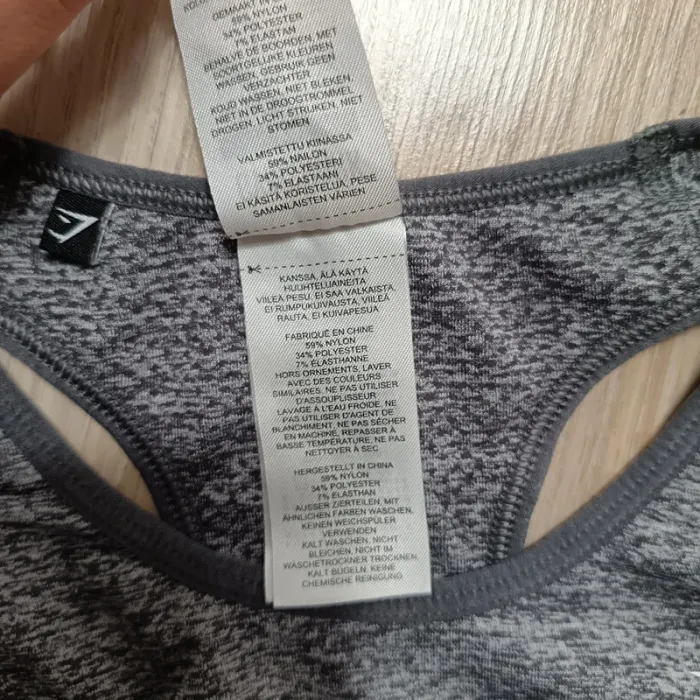 GEMAAKT IN
59% NYLON
34% POLYESTER
7% ELASTAN
BEHALVE DE BOORDEN, MET
SOORTGELIJKE KLEUREN
WASSEN, GEBRUIK GEEN
VERZACHTER
KOUD WASSEN, NIET BLEKEN,
NIET IN DE DROOGTROMMEL
DROGEN, LICHT STRIJKEN, NIET
STOMEN
VALMISTETTU KIINASSA
59% NAILON
34% POLYESTERI
7% ELASTAANI
EI KÄSITÄ KORISTELUA, PESE
SAMANLAISTEN VÄRIEN
KANSSA, ÄLÄ KÄYTÄ
HUUHTELUAINEITA
VIILEÄ PESU, EI SAA VALKAISTA,
EI RUMPUKUIVAUSTA, VIILEÄ
RAUTA, EI KUIVAPESUA
FABRIQUÉ EN CHINE
59% NYLON
34% POLYESTER
7% ELASTHANNE
HORS ORNEMENTS, LAVER
AVEC DES COULEURS
SIMILAIRES, NE PAS UTILISER
D'ASSOUPLISSEUR
LAVAGE À L'EAU FROIDE, NE
PAS UTILISER D'AGENT DE
BLANCHIMENT, NE PAS SÉCHER
EN MACHINE, REPASSER À
BASSE TEMPÉRATURE, NE PAS
NETTOYER À SEC
HERGESTELLT IN CHINA
59% NYLON
34% POLYESTER
7% ELASTHAN
AUSSER ZIERTEILEN, MIT
ÄHNLICHEN FARBEN WASCHEN,
KEINEN WEICHSPÜLER
VERWENDEN
KALT WASCHEN, NICHT
BLEICHEN, NICHT IM
WÄSCHETROCKNER TROCKNEN,
KALT BÜGELN, KEINE
CHEMISCHE REINIGUNG